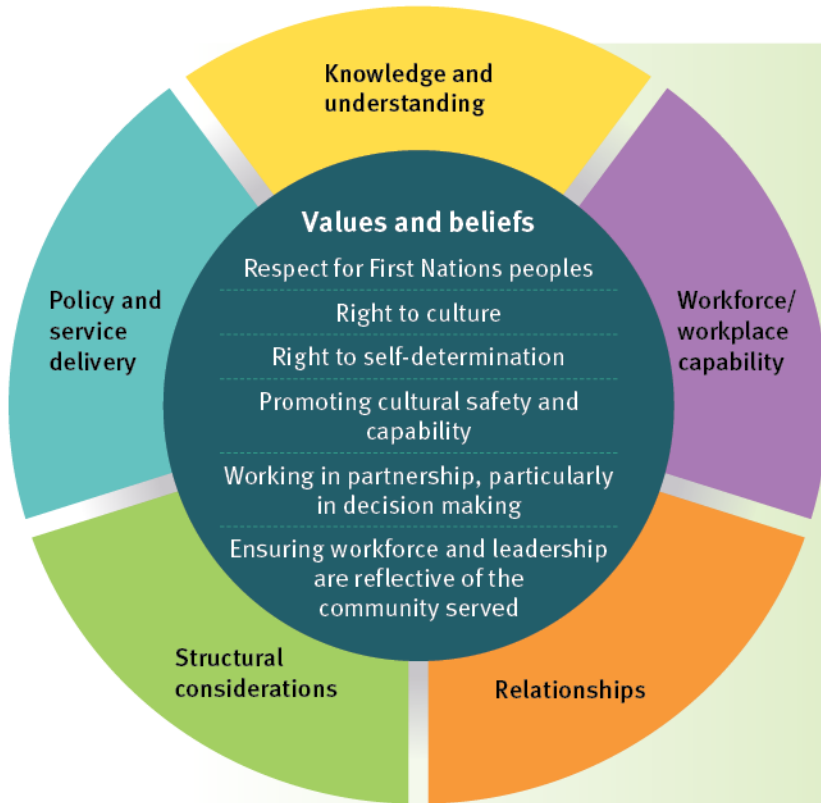 Knowledge and
understanding
Policy and
service
delivery
Values and beliefs
Respect for First Nations peoples
Right to culture
Right to self-determination
Promoting cultural safety and
capability
Working in partnership, particularly
in decision making
Ensuring workforce and leadership
are reflective of the
community served
Workforce/
workplace
capability
Structural
considerations
Relationships